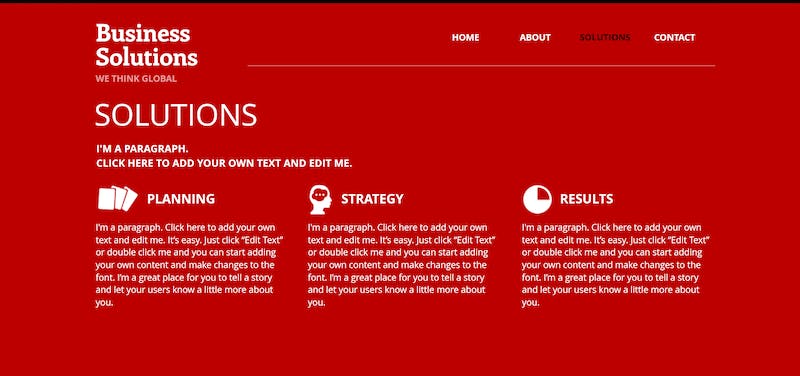 Business
Solutions
WE THINK GLOBAL
HOME ABOUT SOLUTIONS CONTACT
SOLUTIONS
I'M A PARAGRAPH.
CLICK HERE TO ADD YOUR OWN TEXT AND EDIT ME.
PLANNING
I'm a paragraph. Click here to add your own
text and edit me. It’s easy. Just click “Edit Text”
or double click me and you can start adding
your own content and make changes to the
font. I’m a great place for you to tell a story
and let your users know a little more about
you.
STRATEGY
I'm a paragraph. Click here to add your own
text and edit me. It’s easy. Just click “Edit Text”
or double click me and you can start adding
your own content and make changes to the
font. I’m a great place for you to tell a story
and let your users know a little more about
you.
RESULTS
I'm a paragraph. Click here to add your own
text and edit me. It’s easy. Just click “Edit Text”
or double click me and you can start adding
your own content and make changes to the
font. I’m a great place for you to tell a story
and let your users know a little more about
you.